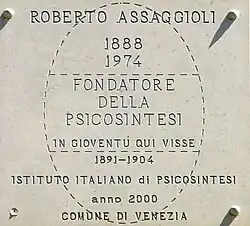 ROBERTO ASSAGGIOLI
1888
1974
FONDATORE
DELLA
PSICOSINTESI
IN GIOVENTÙ QUI VISSE
1891-1904
ISTITUTO ITALIANO di PSICOSINTESI
anno 2000
COMUNE DI VENEZIA